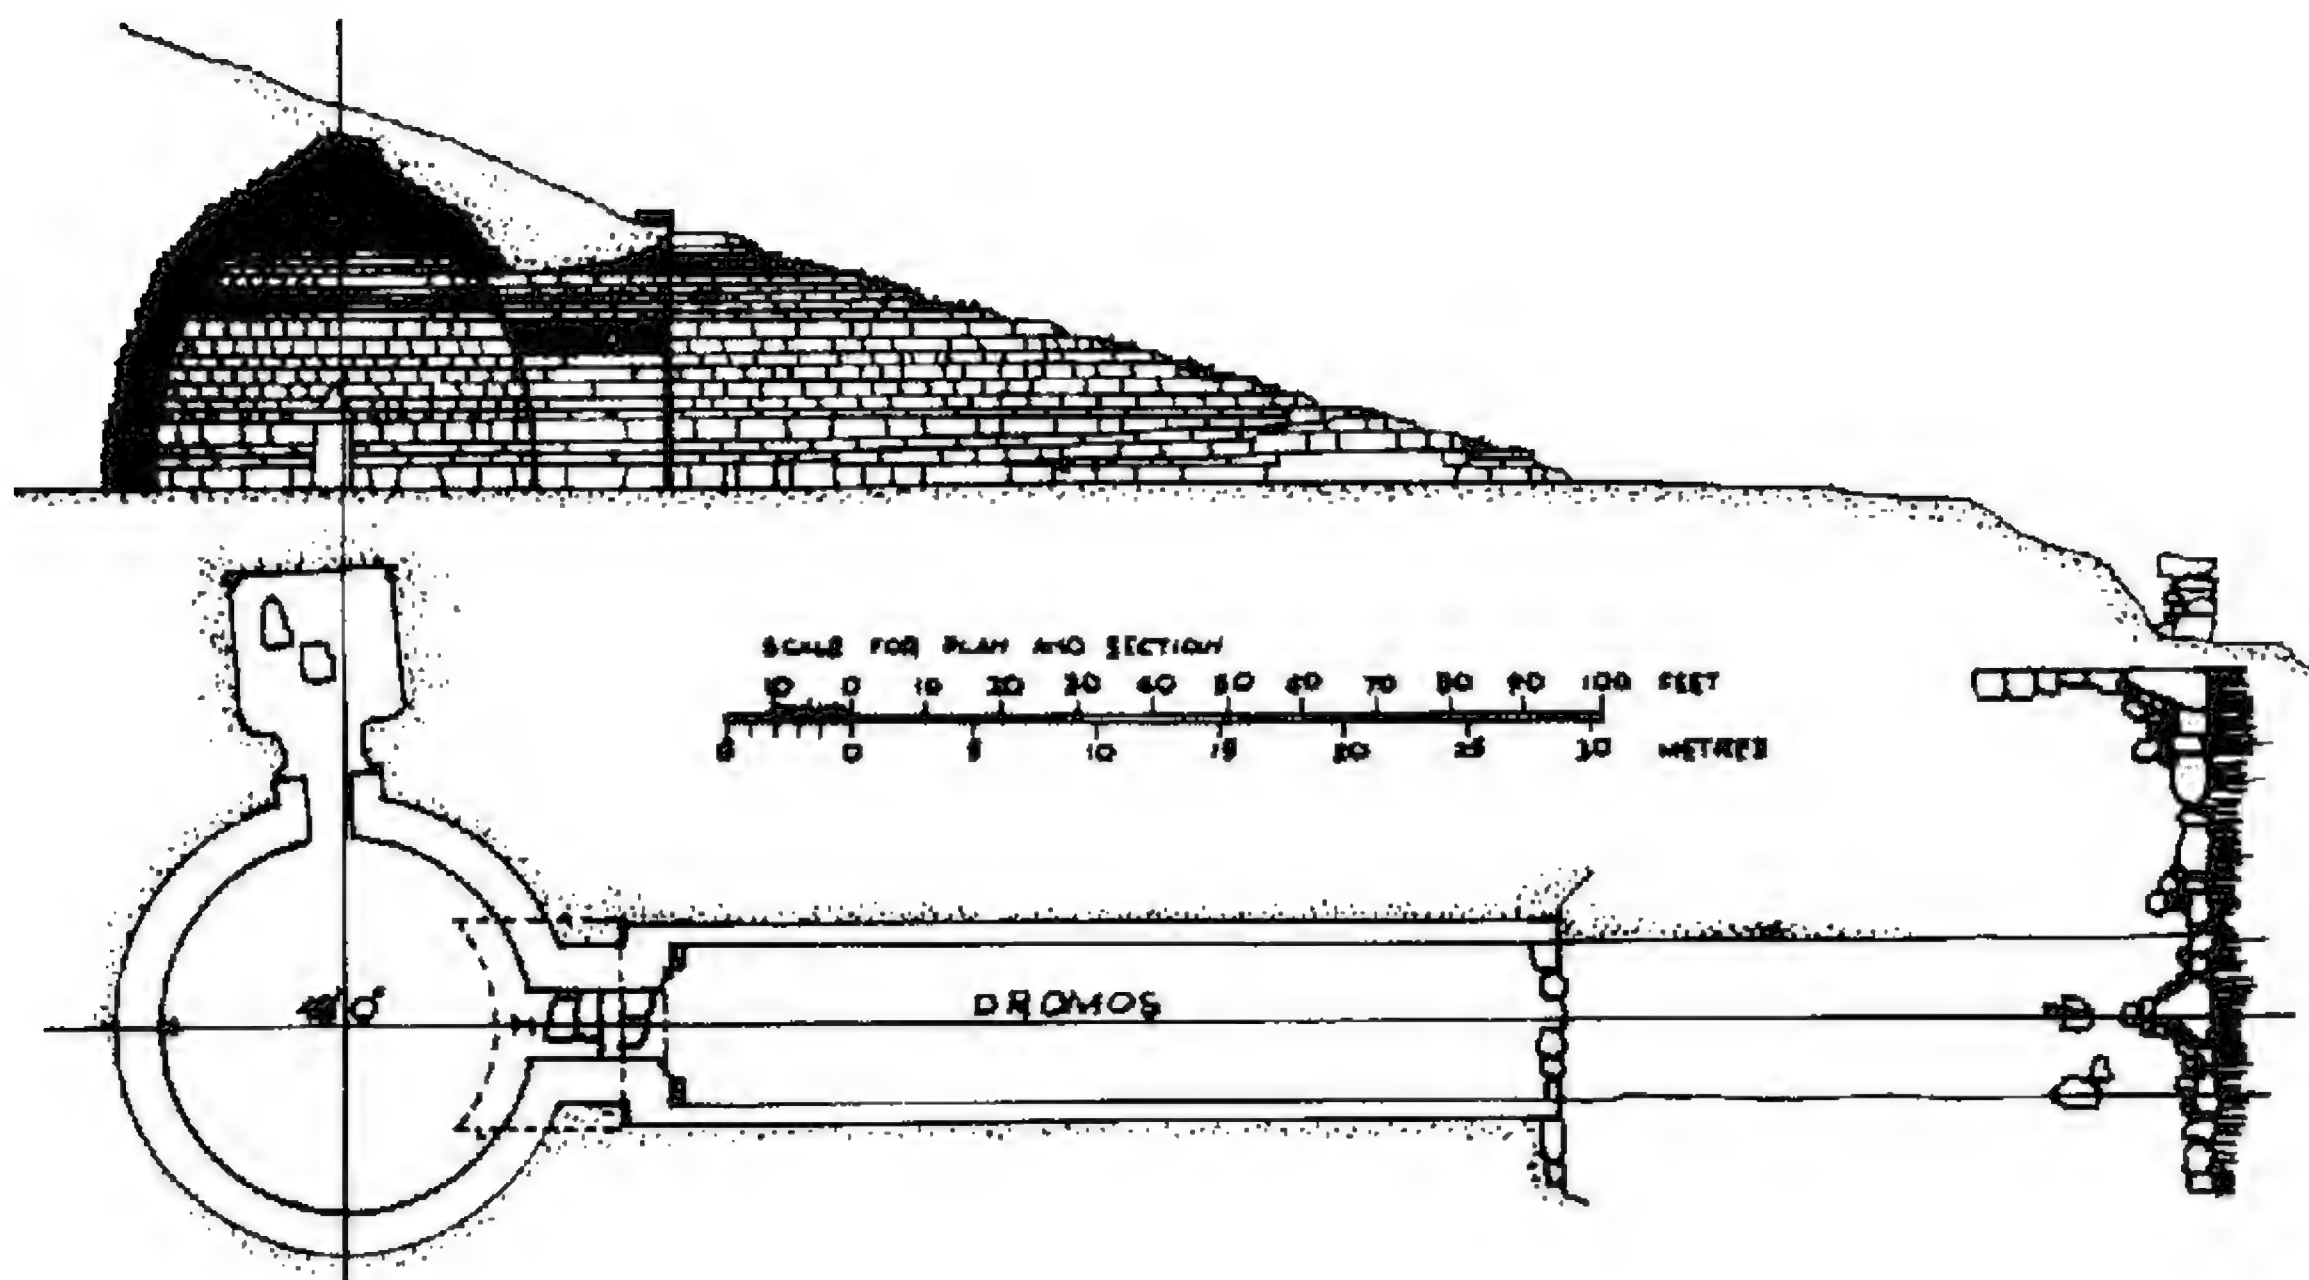 SCALE FOR PLAN AND SECTION
10 0 10 20 30 40 50 60 70 80 90 100 FEET
5 0 5 10 15 20 25 30 METRES
DROMOS